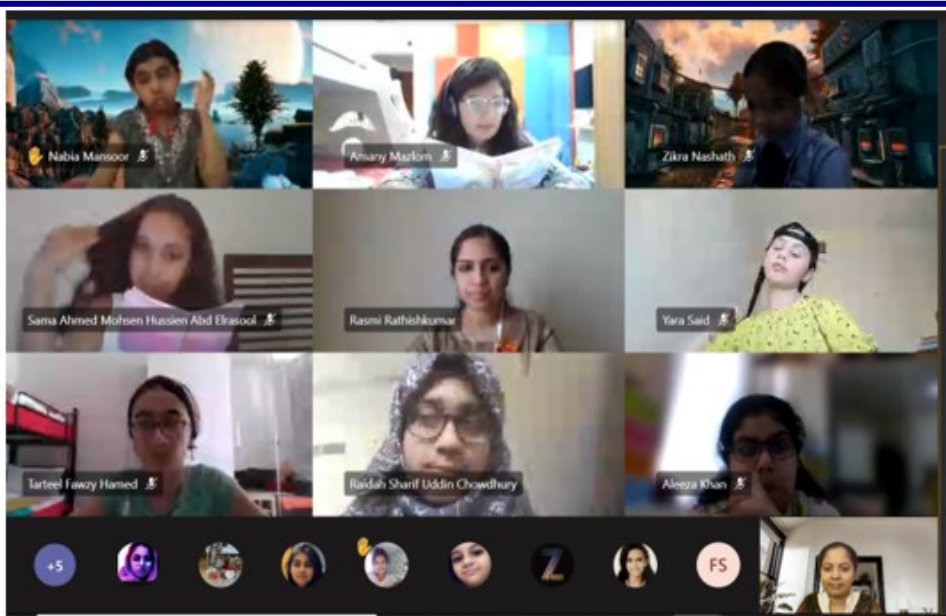 Nabia Mansoor
Amany Mazlom
Zikra Nashath
Sama Ahmed Mohsen Hussien Abd Elrasool
Rasmi Rathishkumar
Yara Said
Tarteel Fawzy Hamed
Raidah Sharif Uddin Chowdhury
Aleeza Khan
+5
Z
FS